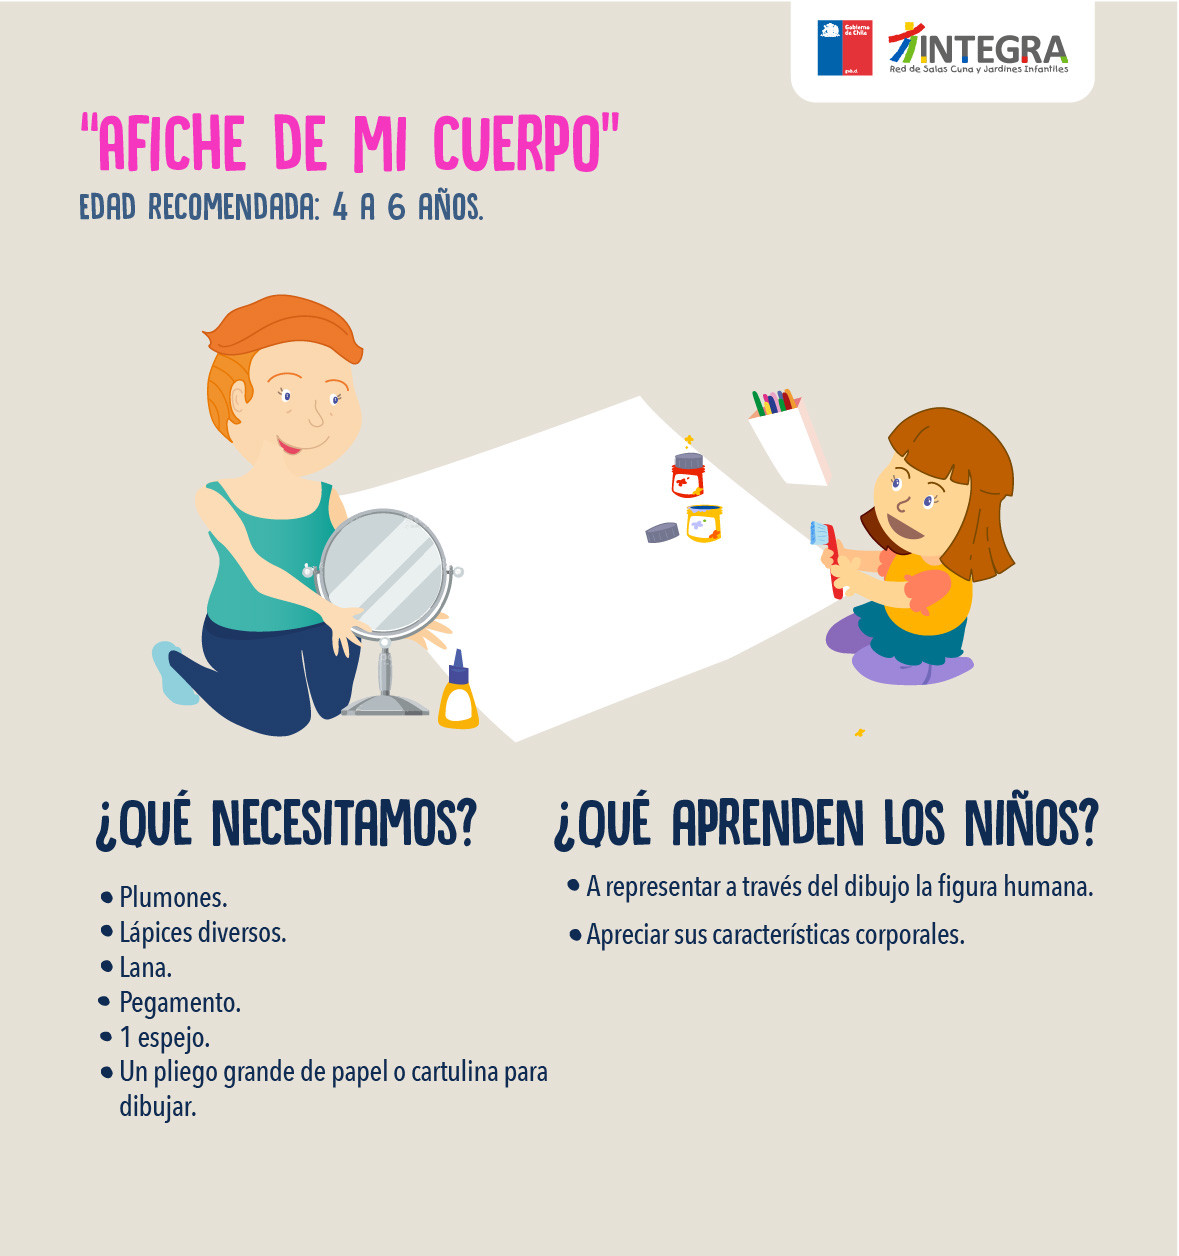 Gobierno
de Chile
gob.cl
INTEGRA
Red de Salas Cuna y Jardines Infantiles
"AFICHE DE MI CUERPO"
EDAD RECOMENDADA: 4 A 6 AÑOS.
¿QUÉ NECESITAMOS?
• Plumones.
• Lápices diversos.
• Lana.
• Pegamento.
• 1 espejo.
• Un pliego grande de papel o cartulina para
dibujar.
¿QUÉ APRENDEN LOS NIÑOS?
• A representar a través del dibujo la figura humana.
• Apreciar sus características corporales.